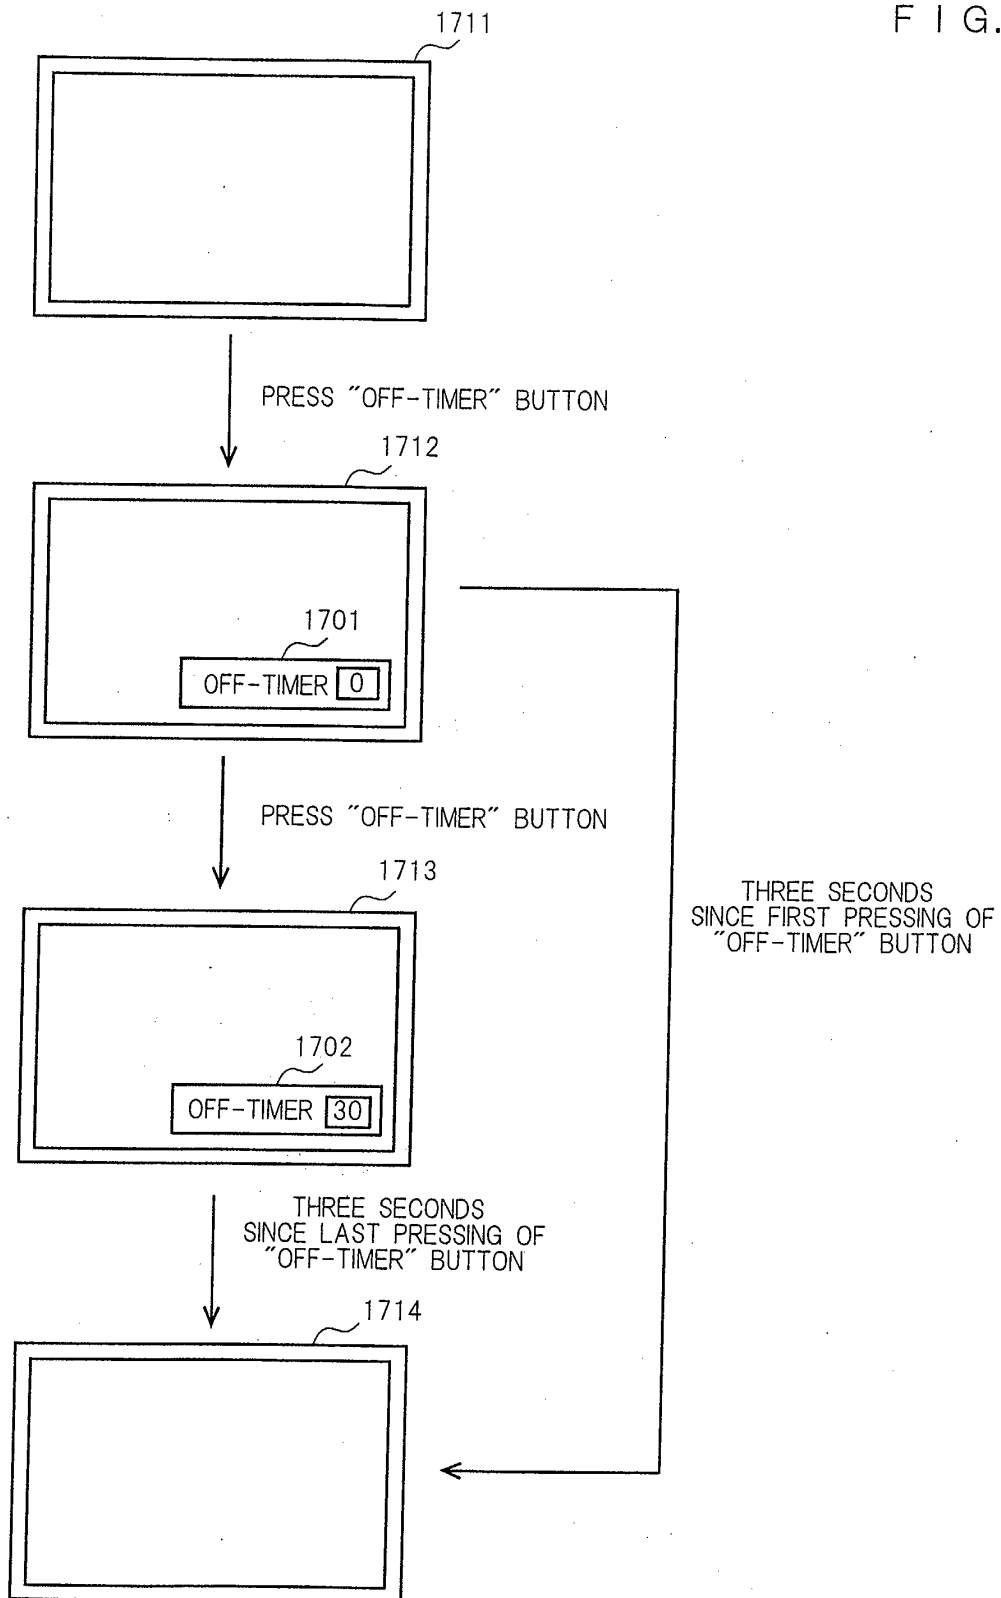 F I G.
1711
PRESS "OFF-TIMER" BUTTON
1712
1701
OFF-TIMER 0
PRESS "OFF-TIMER" BUTTON
1713
THREE SECONDS
SINCE FIRST PRESSING OF
"OFF-TIMER" BUTTON
1702
OFF-TIMER 30
THREE SECONDS
SINCE LAST PRESSING OF
"OFF-TIMER" BUTTON
1714